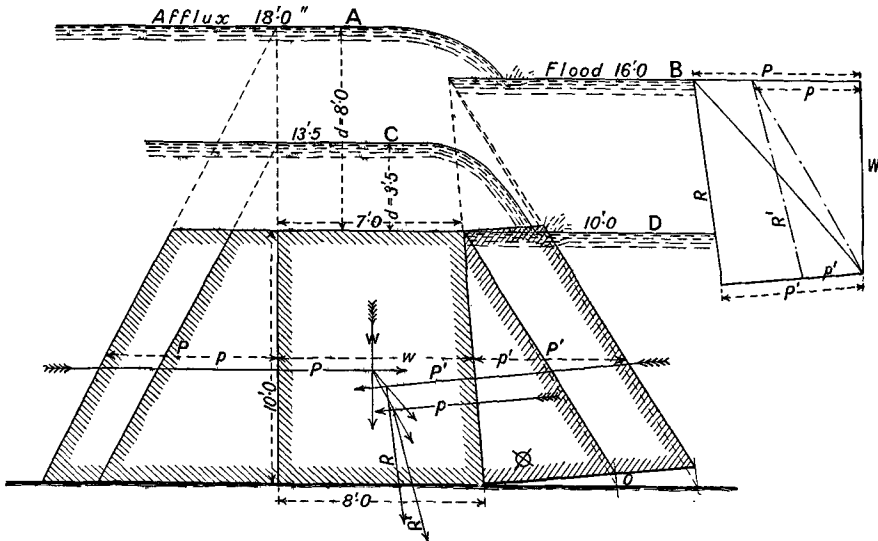 Afflux 18'0" A
Flood 16'0 B
P
p
13'5 C
d=8'0
d=3'5
7'0
10'0 D
W
R
R'
p'
P'
P
p
W
w
p'
P'
P
P'
p
10'0
R
R'
8'0
O